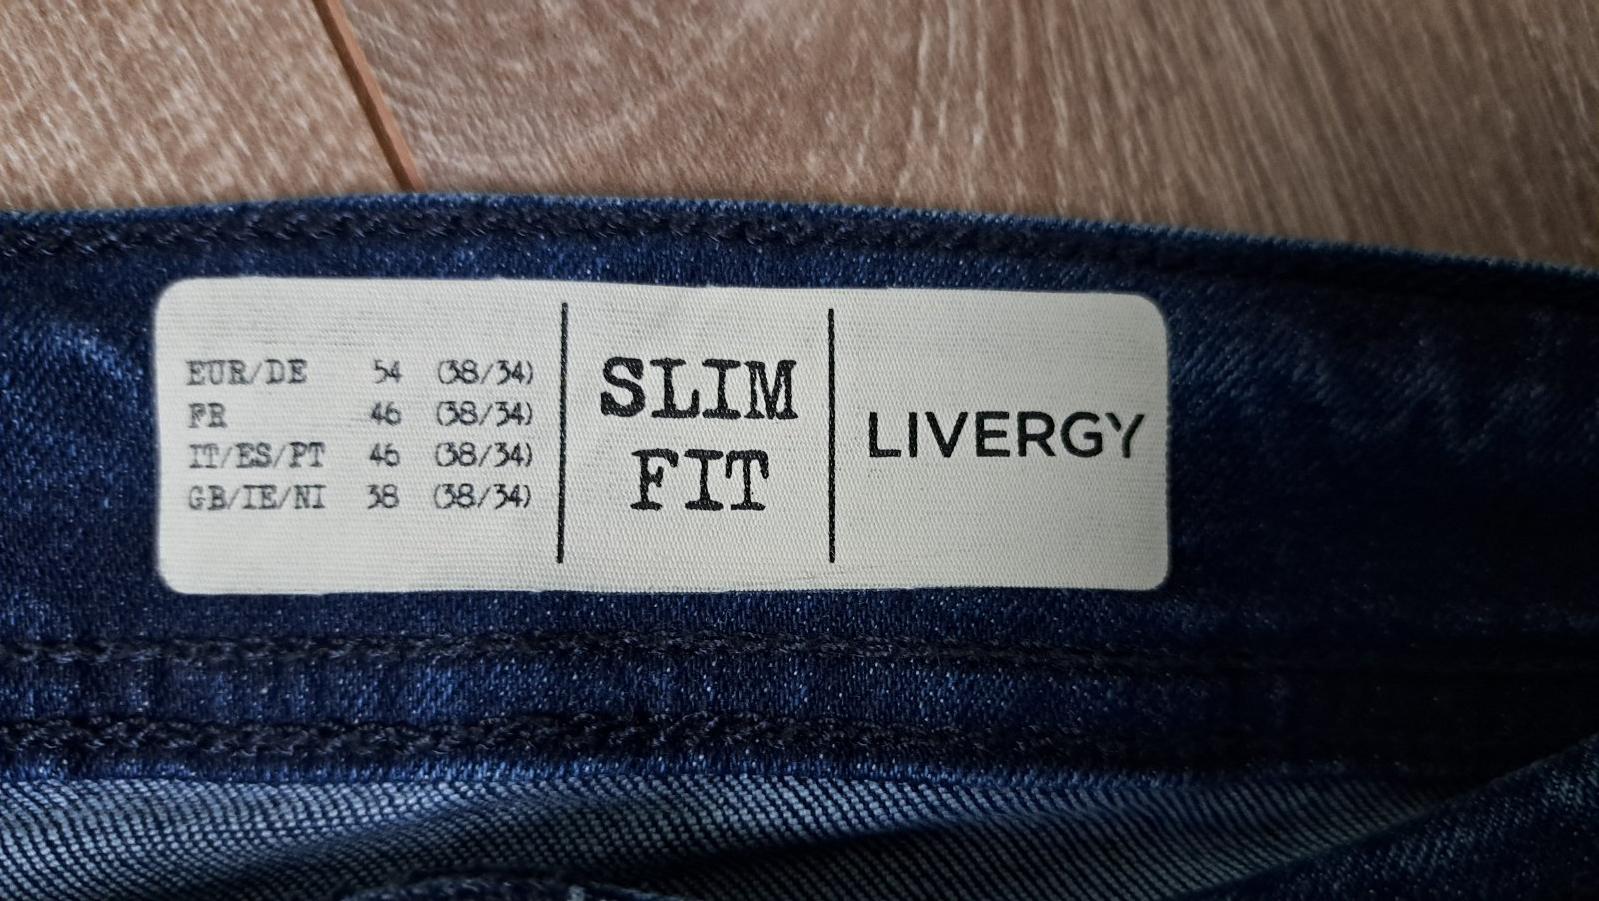 EUR/DE 54 (38/34)
FR 46 (38/34)
IT/ES/PT 46 (38/34)
GB/IE/NI 38 (38/34)
SLIM
FIT
LIVERGY